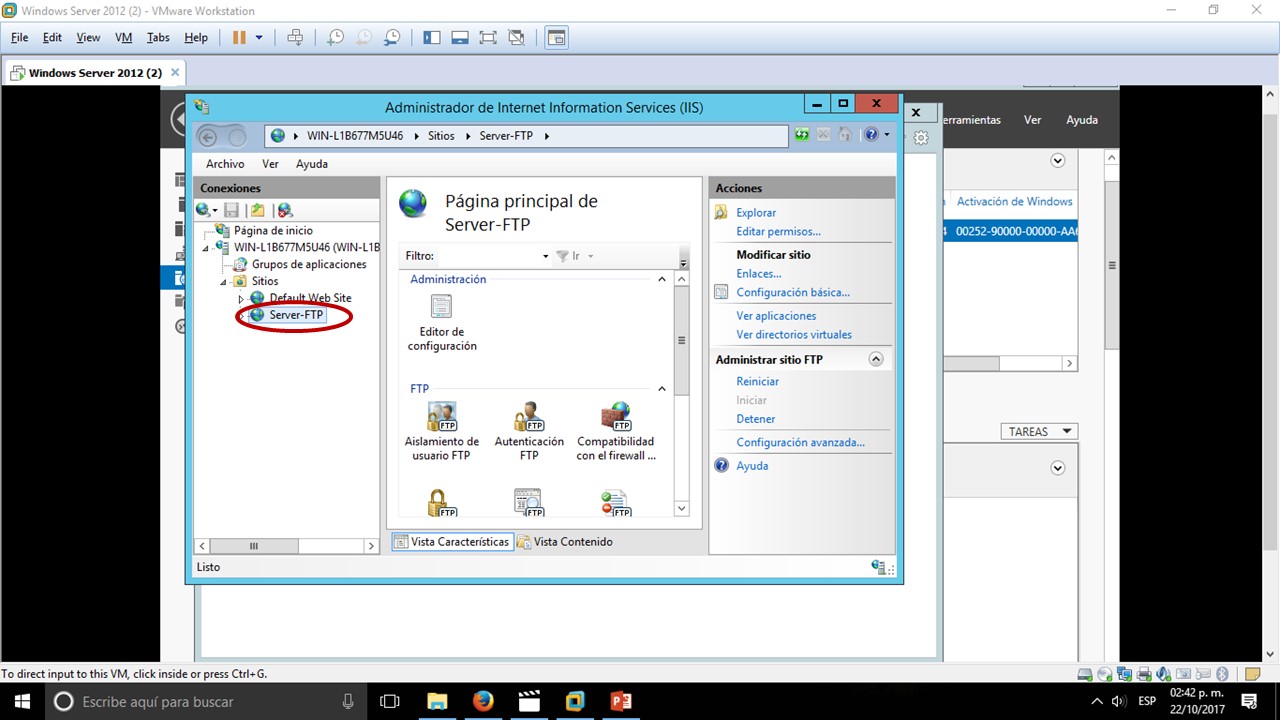 Windows Server 2012 (2) - VMware Workstation
File Edit View VM Tabs Help
Windows Server 2012 (2)
Administrador de Internet Information Services (IIS)
WIN-L1B677M5U46 Sitios Server-FTP
Ver Ayuda
Archivo Ver Ayuda
Conexiones
Página de inicio
WIN-L1B677M5U46 (WIN-L1B
Grupos de aplicaciones
Sitios
Default Web Site
Server-FTP
Página principal de
Server-FTP
Filtro: Ir
Administración
Editor de
configuración
FTP
Aislamiento de
usuario FTP
Autenticación
FTP
Compatibilidad
con el firewall ...
FTP FTP FTP
Vista Características Vista Contenido
Acciones
Explorar
Editar permisos...
Modificar sitio
Enlaces...
Configuración básica...
Ver aplicaciones
Ver directorios virtuales
Administrar sitio FTP
Reiniciar
Iniciar
Detener
Configuración avanzada...
Ayuda
Activación de Windows
00252-90000-00000-AA
TAREAS
Listo
To direct input to this VM, click inside or press Ctrl+G.
Escribe aquí para buscar
ESP
02:42 p. m.
22/10/2017